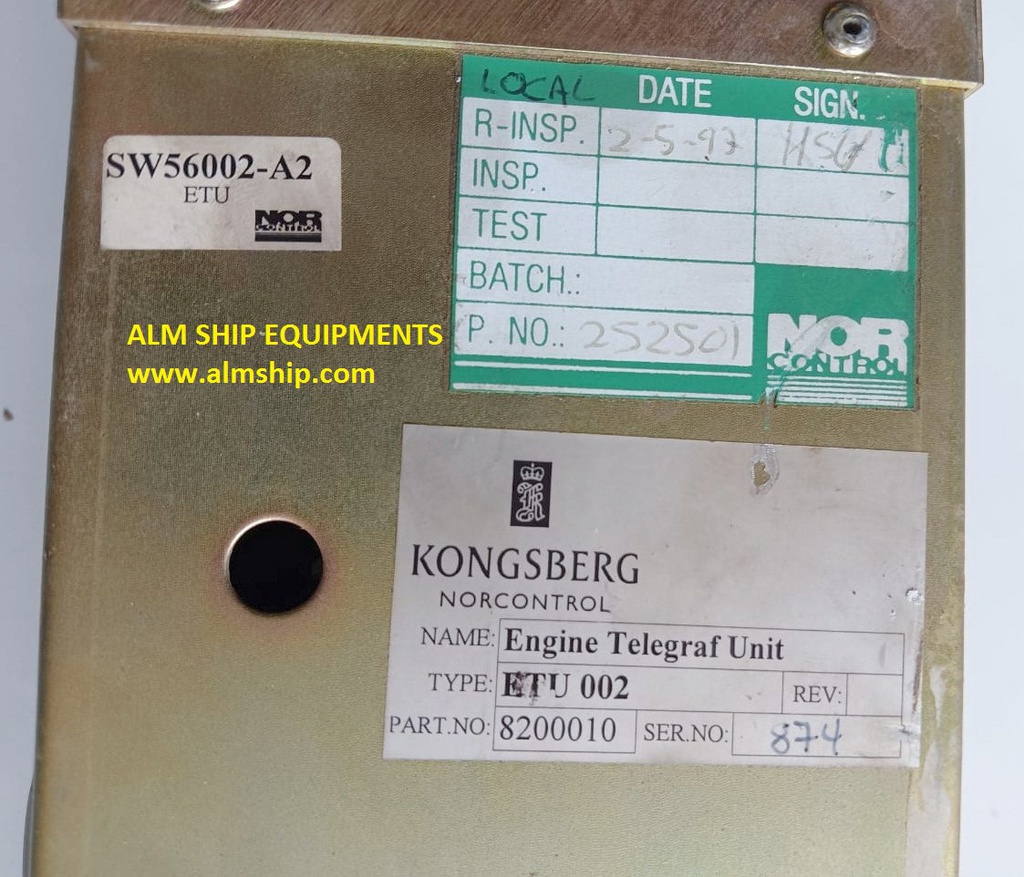 LOCAL DATE SIGN.
R-INSP. 2-5-97
INSP.
TEST
BATCH.:
P. NO.: 252501
NOR
CONTROL
SW56002-A2
ETU
NOR
CONTROL
ALM SHIP EQUIPMENTS
www.almship.com
KONGSBERG
NORCONTROL
NAME: Engine Telegraf Unit
TYPE: ETU 002 REV:
PART.NO: 8200010 SER.NO: 874